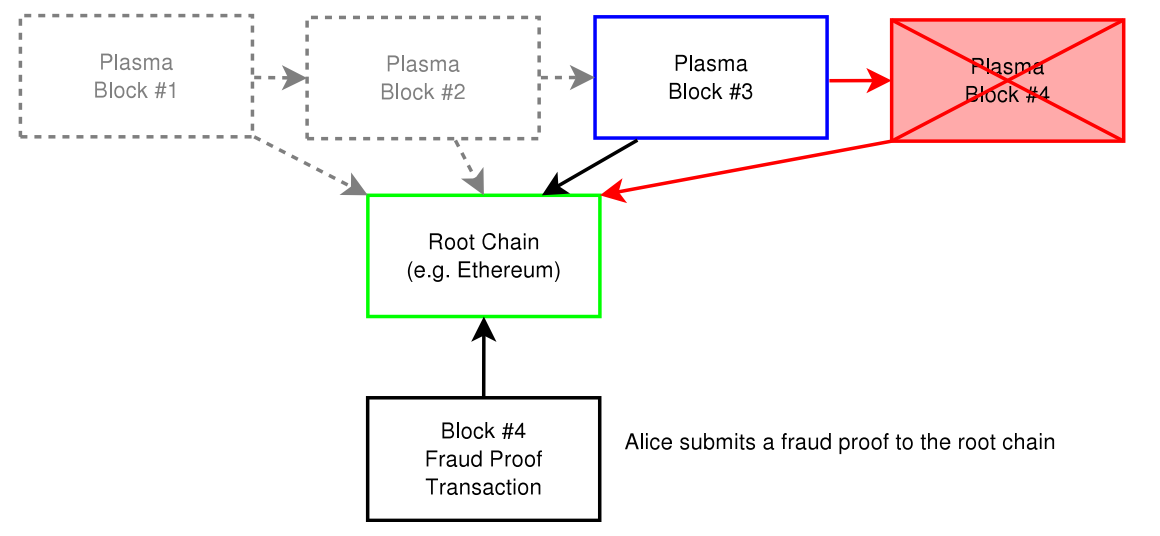 Plasma
Block #1
Plasma
Block #2
Plasma
Block #3
Plasma
Block #4
Root Chain
(e.g. Ethereum)
Block #4
Fraud Proof
Transaction
Alice submits a fraud proof to the root chain